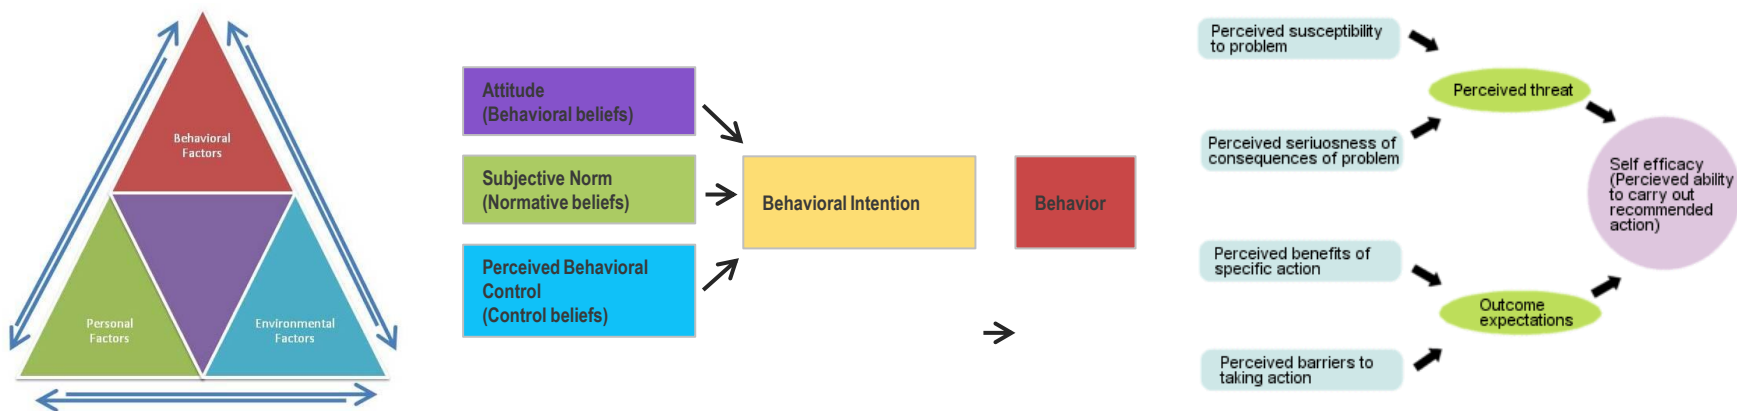 Behavioral
Factors
Personal
Factors
Environmental
Factors
Attitude
(Behavioral beliefs)
Subjective Norm
(Normative beliefs)
Perceived Behavioral
Control
(Control beliefs)
Behavioral Intention
Behavior
Perceived susceptibility
to problem
Perceived threat
Perceived seriuosness of
consequences of problem
Self efficacy
(Percieved ability
to carry out
recommended
action)
Perceived benefits of
specific action
Outcome
expectations
Perceived barriers to
taking action